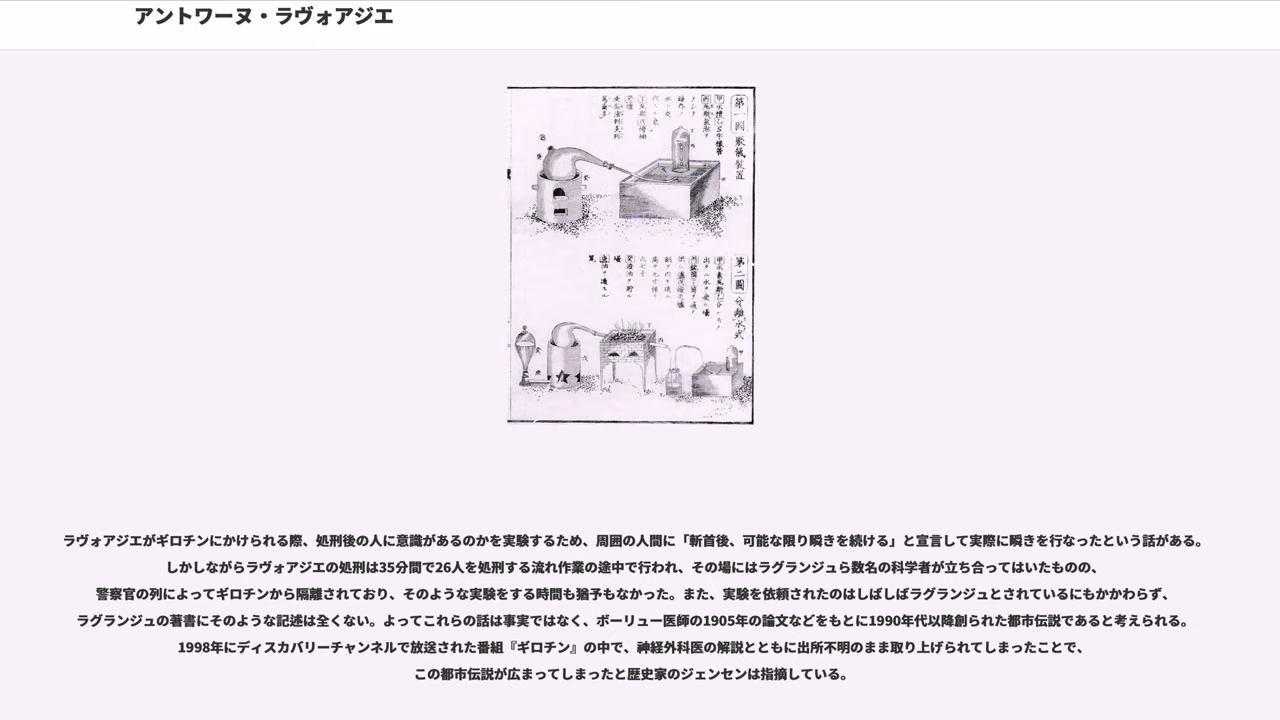 アントワーヌ・ラヴォアジエ
第一圖 聚氣裝置
第二圖 分離水式
ラヴォアジエがギロチンにかけられる際、処刑後の人に意識があるのかを実験するため、周囲の人間に「斬首後、可能な限り瞬きを続ける」と宣言して実際に瞬きを行なったという話がある。
しかしながらラヴォアジエの処刑は35分間で26人を処刑する流れ作業の途中で行われ、その場にはラグランジュら数名の科学者が立ち合ってはいたものの、
警察官の列によってギロチンから隔離されており、そのような実験をする時間も猶予もなかった。また、実験を依頼されたのはしばしばラグランジュとされているにもかかわらず、
ラグランジュの著書にそのような記述は全くない。よってこれらの話は事実ではなく、ボーリュー医師の1905年の論文などをもとに1990年代以降創られた都市伝説であると考えられる。
1998年にディスカバリーチャンネルで放送された番組『ギロチン』の中で、神経外科医の解説とともに出所不明のまま取り上げられてしまったことで、
この都市伝説が広まってしまったと歴史家のジェンセンは指摘している。